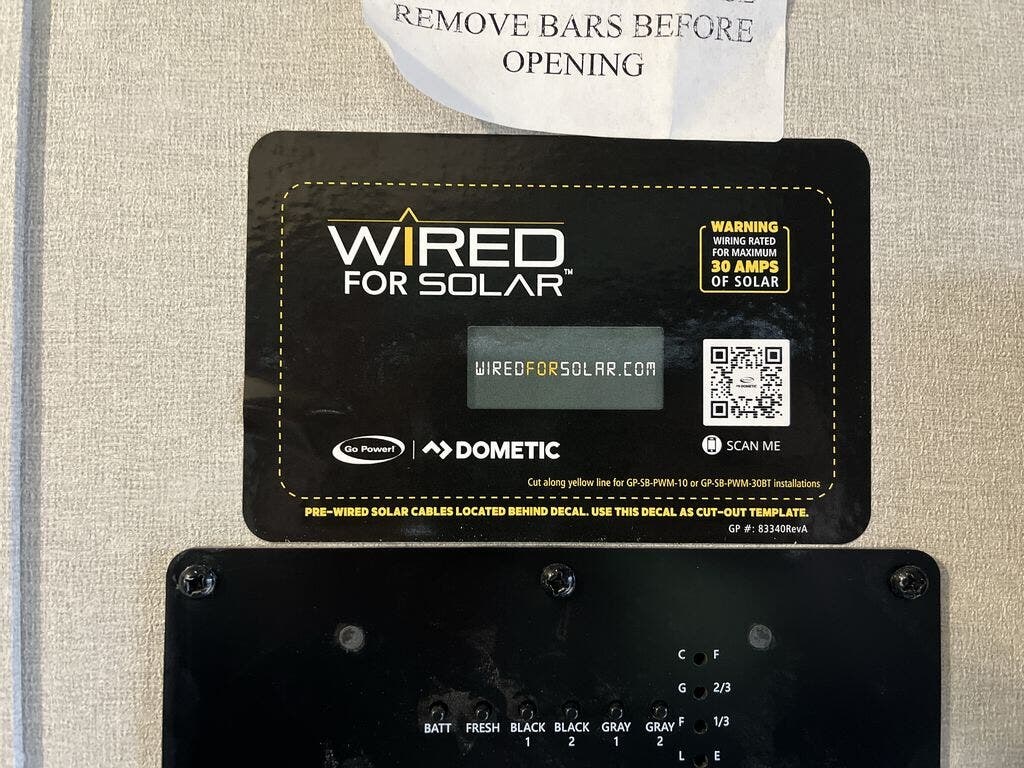 REMOVE BARS BEFORE
OPENING
WIRED
FOR SOLAR™
WARNING
WIRING RATED
FOR MAXIMUM
30 AMPS
OF SOLAR
WIREDFORSOLAR.COM
DOMETIC
SCAN ME
Go Power!
DOMETIC
Cut along yellow line for GP-SB-PWM-10 or GP-SB-PWM-30BT installations
PRE-WIRED SOLAR CABLES LOCATED BEHIND DECAL. USE THIS DECAL AS CUT-OUT TEMPLATE.
GP #: 83340RevA
C F
G 2/3
F 1/3
L E
BATT FRESH BLACK 1 BLACK 2 GRAY 1 GRAY 2